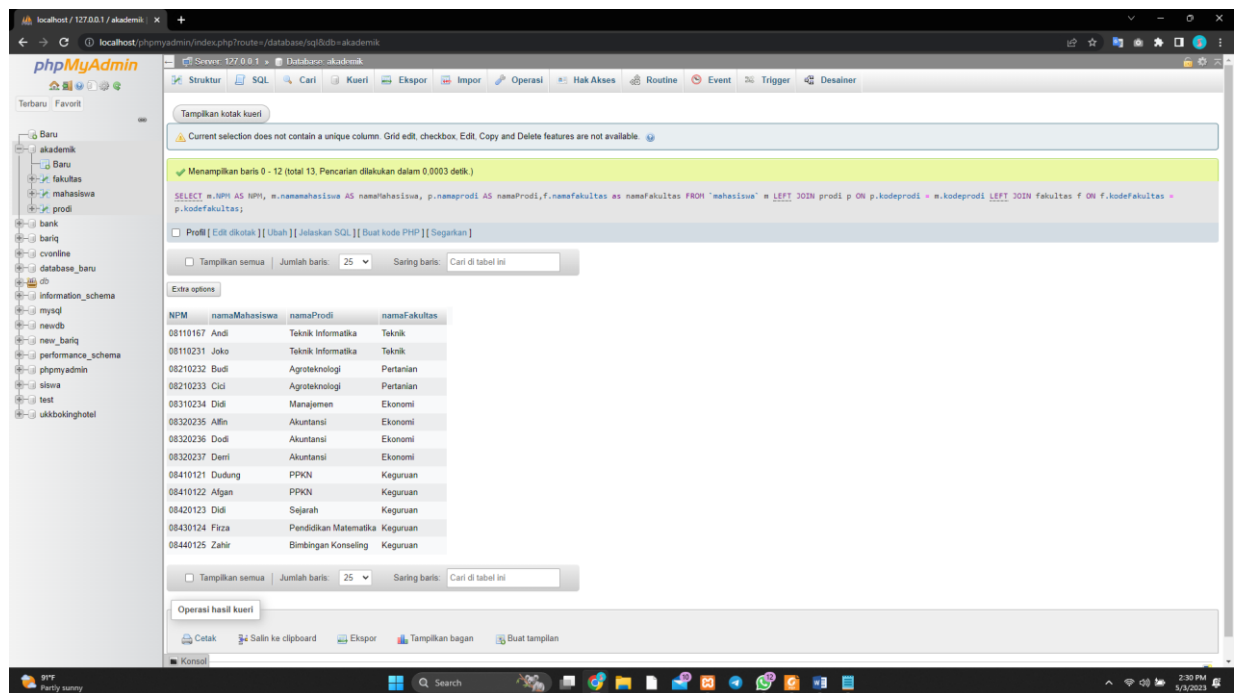 localhost / 127.0.0.1 / akademik |
localhost/phpmyadmin/index.php?route=/database/sql&db=akademik
phpMyAdmin
Terbaru Favorit
Baru
akademik
Baru
fakultas
mahasiswa
prodi
bank
bariq
cvonline
database_baru
db
information_schema
mysql
newdb
new_bariq
performance_schema
phpmyadmin
siswa
test
ukkbokinghotel
Server: 127.0.0.1 » Database: akademik
Struktur SQL Cari Kueri Ekspor Impor Operasi Hak Akses Routine Event Trigger Desainer
Tampilkan kotak kueri
Current selection does not contain a unique column. Grid edit, checkbox, Edit, Copy and Delete features are not available.
Menampilkan baris 0 - 12 (total 13, Pencarian dilakukan dalam 0,0003 detik.)
SELECT m.NPM AS NPM, m.namamahasiswa AS namaMahasiswa, p.namaprodi AS namaProdi,f.namafakultas as namaFakultas FROM `mahasiswa` m LEFT JOIN prodi p ON p.kodeprodi = m.kodeprodi LEFT JOIN fakultas f ON f.kodeFakultas =
p.kodefakultas;
Profil [ Edit dikotak ] [ Ubah ] [ Jelaskan SQL ] [ Buat kode PHP ] [ Segarkan ]
Tampilkan semua | Jumlah baris: 25 Saring baris: Cari di tabel ini
Extra options
NPM namaMahasiswa namaProdi namaFakultas
08110167 Andi Teknik Informatika Teknik
08110231 Joko Teknik Informatika Teknik
08210232 Budi Agroteknologi Pertanian
08210233 Cici Agroteknologi Pertanian
08310234 Didi Manajemen Ekonomi
08320235 Alfin Akuntansi Ekonomi
08320236 Dodi Akuntansi Ekonomi
08320237 Derri Akuntansi Ekonomi
08410121 Dudung PPKN Keguruan
08410122 Afgan PPKN Keguruan
08420123 Didi Sejarah Keguruan
08430124 Firza Pendidikan Matematika Keguruan
08440125 Zahir Bimbingan Konseling Keguruan
Tampilkan semua | Jumlah baris: 25 Saring baris: Cari di tabel ini
Operasi hasil kueri
Cetak Salin ke clipboard Ekspor Tampilkan bagan Buat tampilan
Konsol
91°F
Partly sunny
Search
2:30 PM
5/3/2023